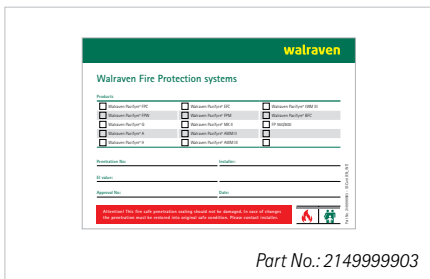 walraven
Walraven Fire Protection systems
Products:
Walraven Pacifyre® FPC Walraven Pacifyre® EFC Walraven Pacifyre® IWM III
Walraven Pacifyre® FPW Walraven Pacifyre® FPM Walraven Pacifyre® BFC
Walraven Pacifyre® Walraven Pacifyre® MK II
Walraven Pacifyre® A Walraven Pacifyre® AWM II
Walraven Pacifyre® Walraven Pacifyre® AWM III
Penetration No: Installer:
EI value:
Approval No: Date:
Attention! This fire safe penetration sealing should not be damaged. In case of changes
the penetration must be restored into original safe condition. Please contact installer.
Part No.: 2149999903